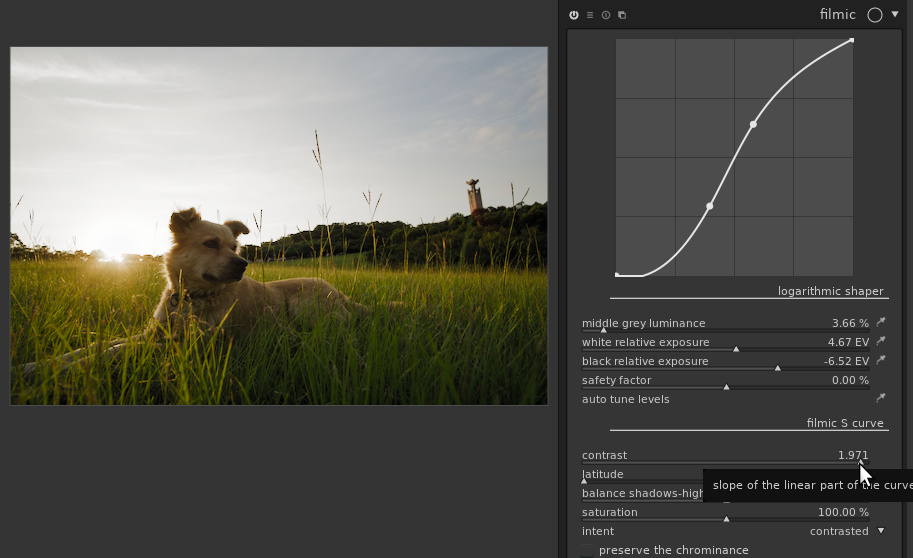 filmic
logarithmic shaper
middle grey luminance 3.66 %
white relative exposure 4.67 EV
black relative exposure -6.52 EV
safety factor 0.00 %
auto tune levels
filmic S curve
contrast 1.971
latitude
slope of the linear part of the curve
balance shadows-high
saturation 100.00 %
intent contrasted
preserve the chrominance